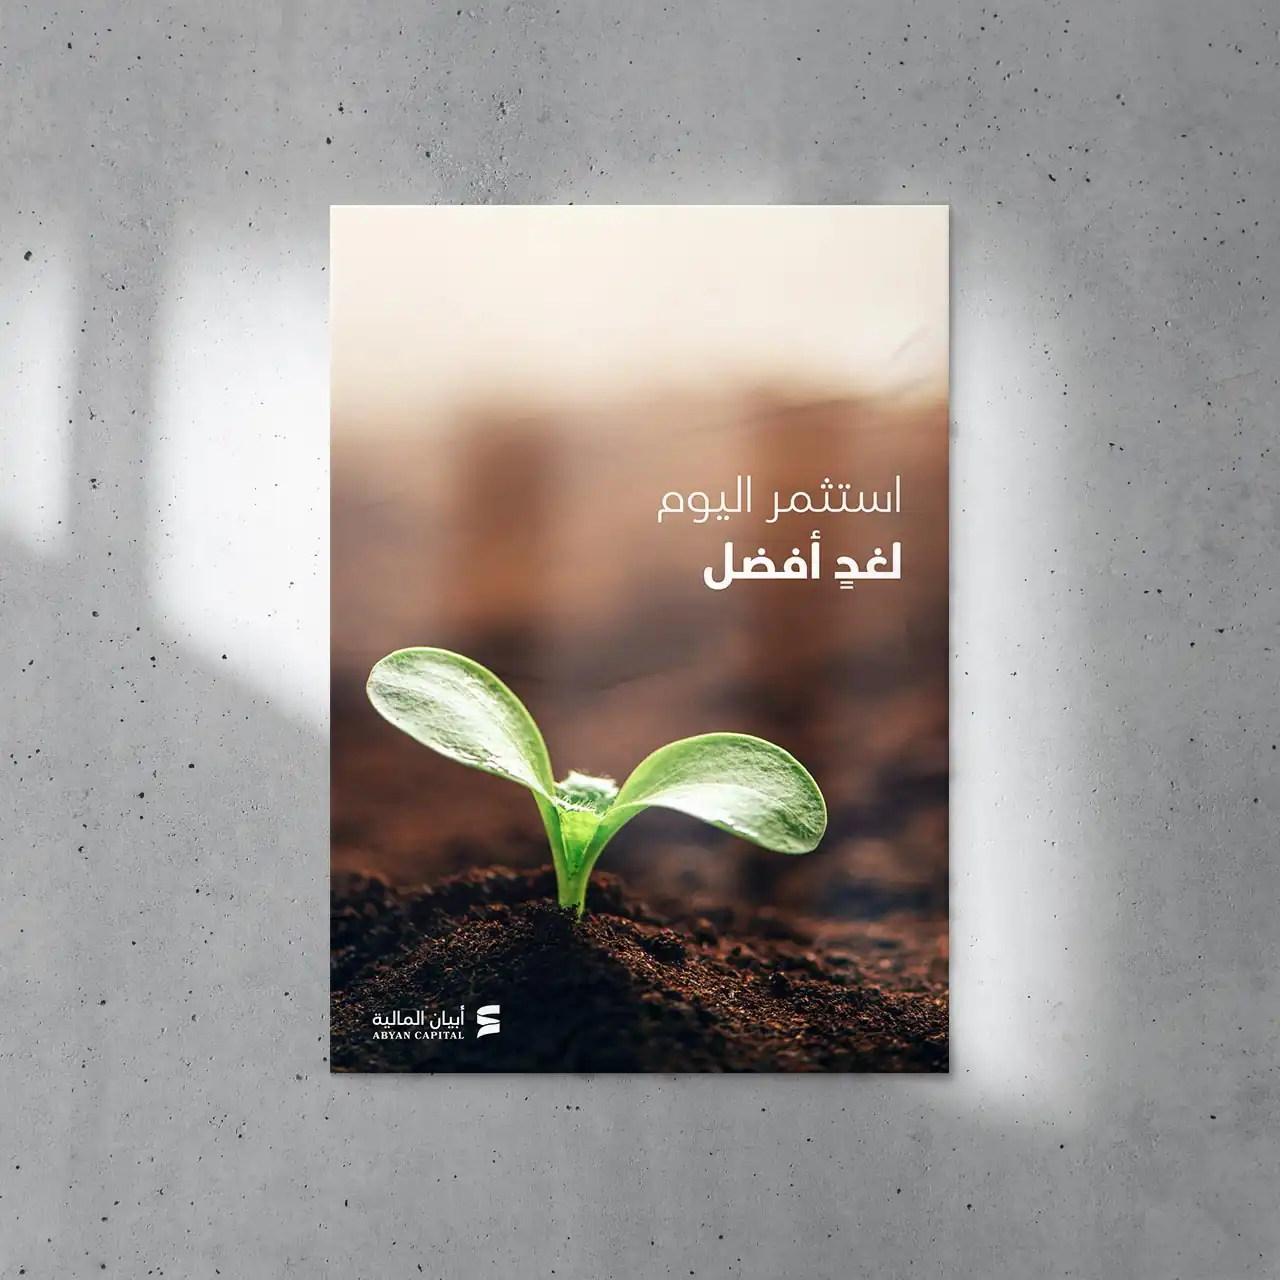 استثمر اليوم
لغدٍ أفضل
أبيان المالية
ABYAN CAPITAL